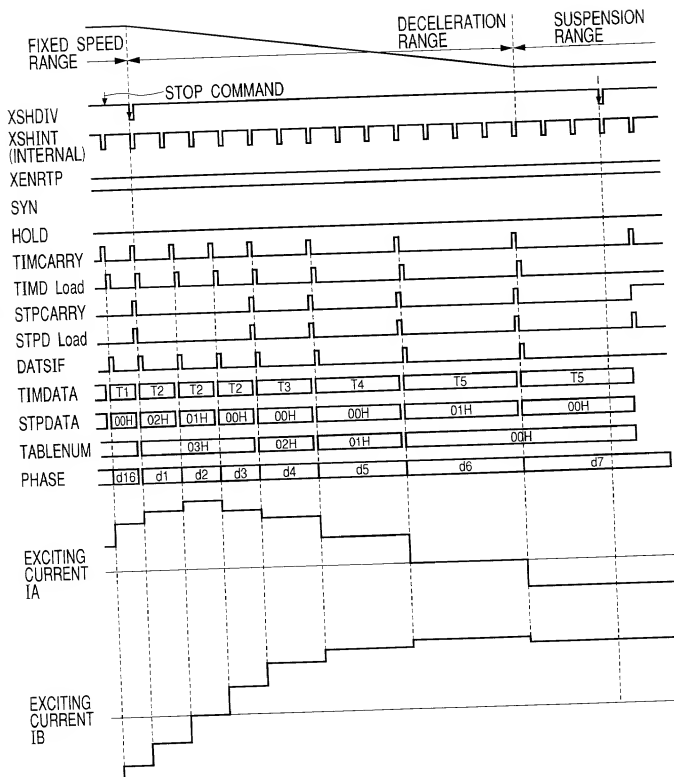 FIXED SPEED RANGE
DECELERATION RANGE
SUSPENSION RANGE
STOP COMMAND
XSHDIV
XSHINT (INTERNAL)
XENRTP
SYN
HOLD
TIMCARRY
TIMD Load
STPCARRY
STPD Load
DATSIF
TIMDATA T1 T2 T2 T2 T3 T4 T5 T5
STPDATA 00H 02H 01H 00H 00H 00H 01H 00H
TABLENUM 03H 02H 01H 00H
PHASE d16 d1 d2 d3 d4 d5 d6 d7
EXCITING
CURRENT
IA
EXCITING
CURRENT
IB